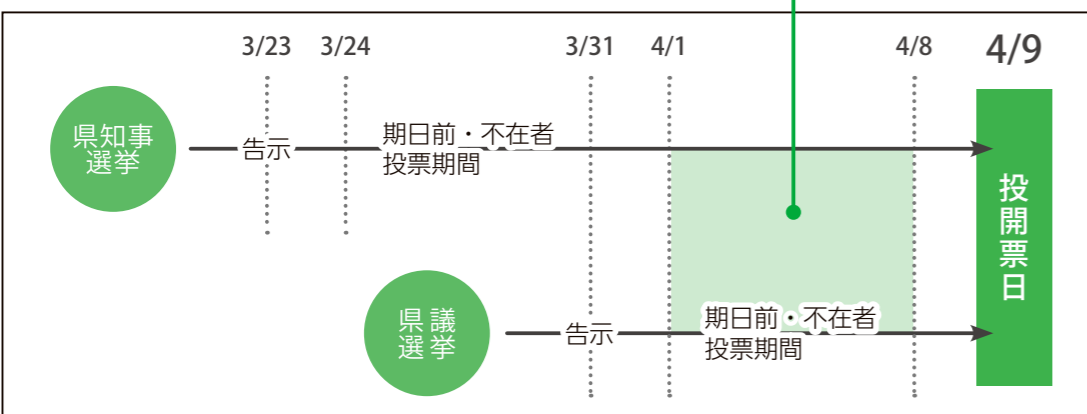 3/23 3/24 3/31 4/1 4/8 4/9
県知事
選挙
告示
期日前・不在者
投票期間
県議
選挙
告示
期日前・不在者
投票期間
投開票日